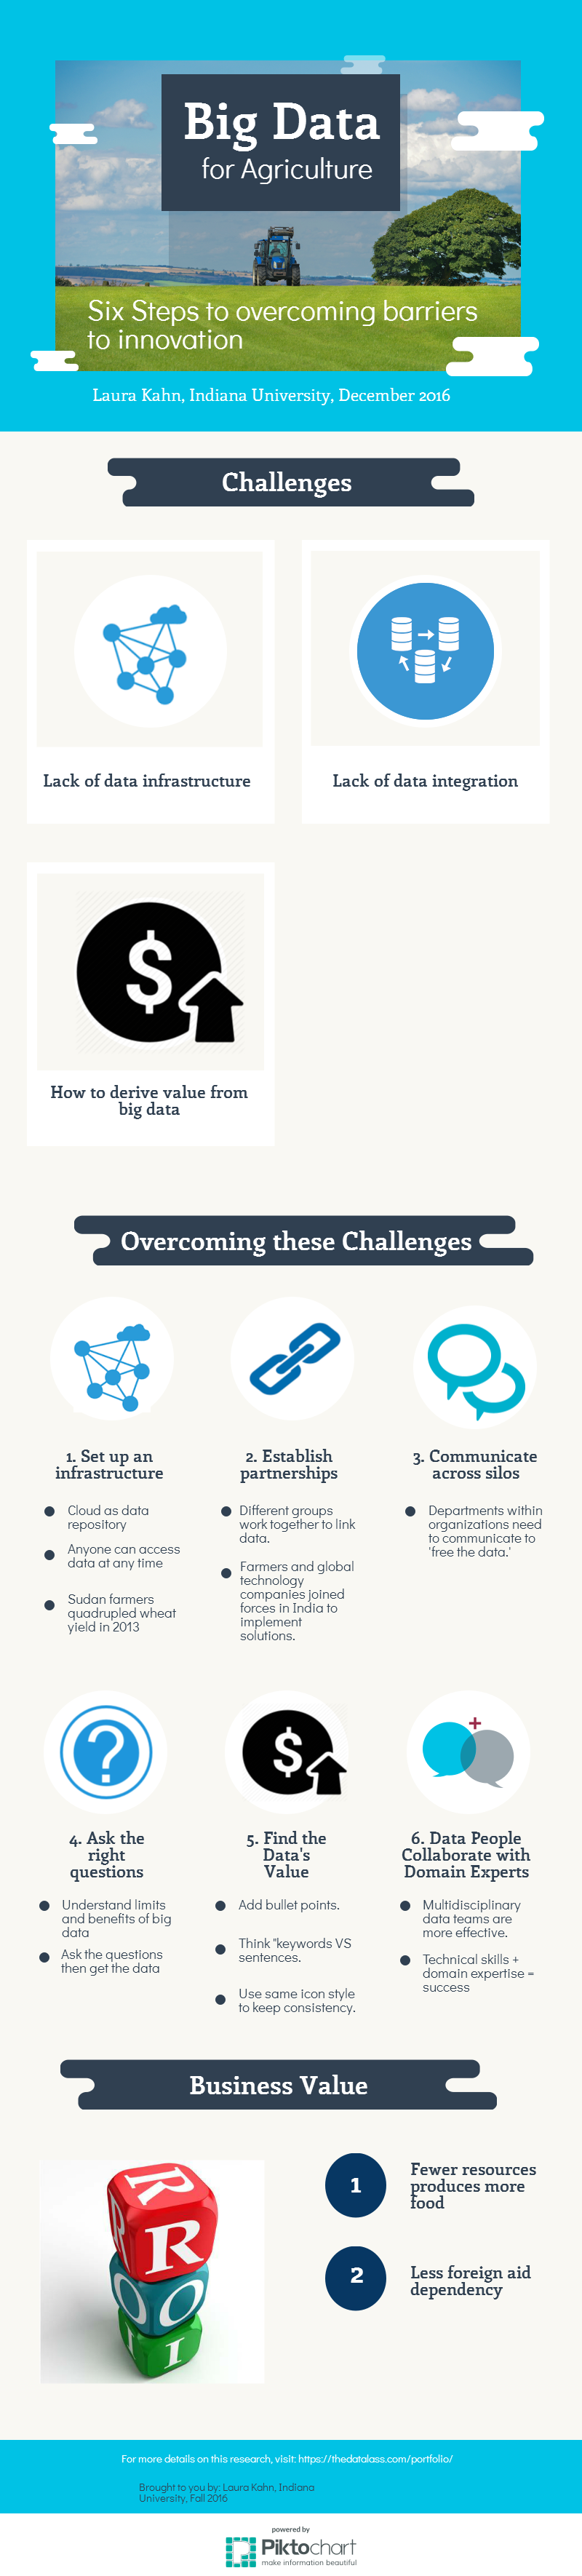 Big Data
for Agriculture
Six Steps to overcoming barriers
to innovation
Laura Kahn, Indiana University, December 2016
Challenges
Lack of data infrastructure
Lack of data integration
$
How to derive value from
big data
Overcoming these Challenges
1. Set up an
infrastructure
Cloud as data
repository
Anyone can access
data at any time
Sudan farmers
quadrupled wheat
yield in 2013
2. Establish
partnerships
Different groups
work together to link
data.
Farmers and global
technology
companies joined
forces in India to
implement
solutions.
3. Communicate
across silos
Departments within
organizations need
to communicate to
'free the data.'
?
4. Ask the
right
questions
Understand limits
and benefits of big
data
Ask the questions
then get the data
$
5. Find the
Data's
Value
Add bullet points.
Think "keywords VS
sentences.
Use same icon style
to keep consistency.
+
6. Data People
Collaborate with
Domain Experts
Multidisciplinary
data teams are
more effective.
Technical skills +
domain expertise =
success
Business Value
R
R R
O O
I I
1
Fewer resources
produces more
food
2
Less foreign aid
dependency
For more details on this research, visit: https://thedatalass.com/portfolio/
Brought to you by: Laura Kahn, Indiana
University, Fall 2016
powered by
Piktochart
make information beautiful